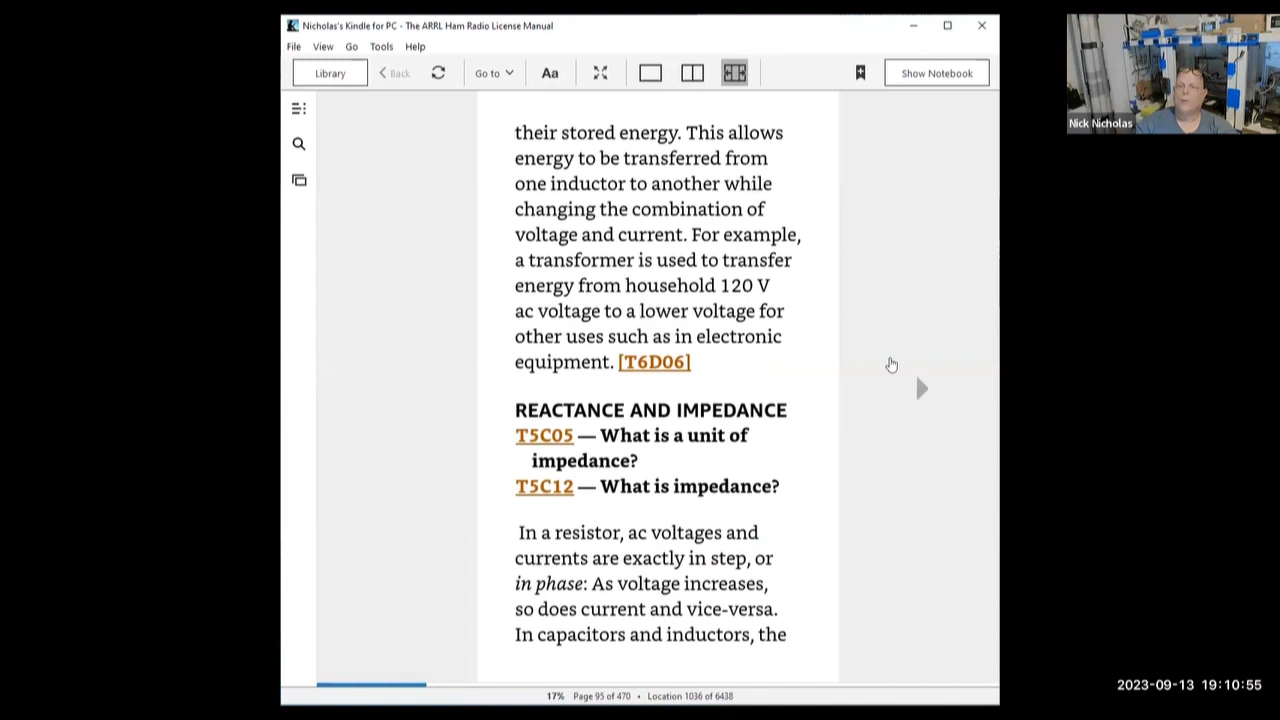 Nicholas's Kindle for PC - The ARRL Ham Radio License Manual
File View Go Tools Help
Library
Back
Go to
Aa
Show Notebook
their stored energy. This allows
energy to be transferred from
one inductor to another while
changing the combination of
voltage and current. For example,
a transformer is used to transfer
energy from household 120 V
ac voltage to a lower voltage for
other uses such as in electronic
equipment. [T6D06]
REACTANCE AND IMPEDANCE
T5C05 — What is a unit of
impedance?
T5C12 — What is impedance?
In a resistor, ac voltages and
currents are exactly in step, or
in phase: As voltage increases,
so does current and vice-versa.
In capacitors and inductors, the
17% Page 95 of 470 • Location 1036 of 6438
Nick Nicholas
2023-09-13 19:10:55